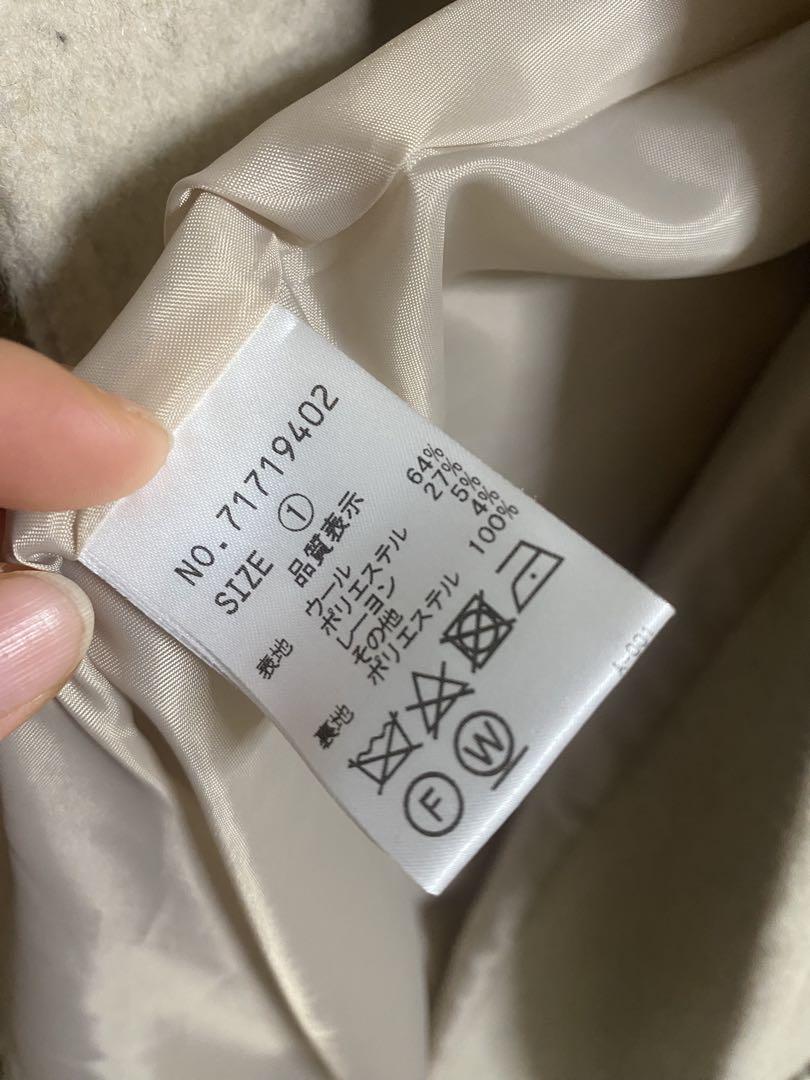 NO.71719402
SIZE ①
品質表示
表地 ウール 64%
ポリエステル 27%
レーヨン 5%
その他 4%
裏地 ポリエステル 100%
F W
A-001